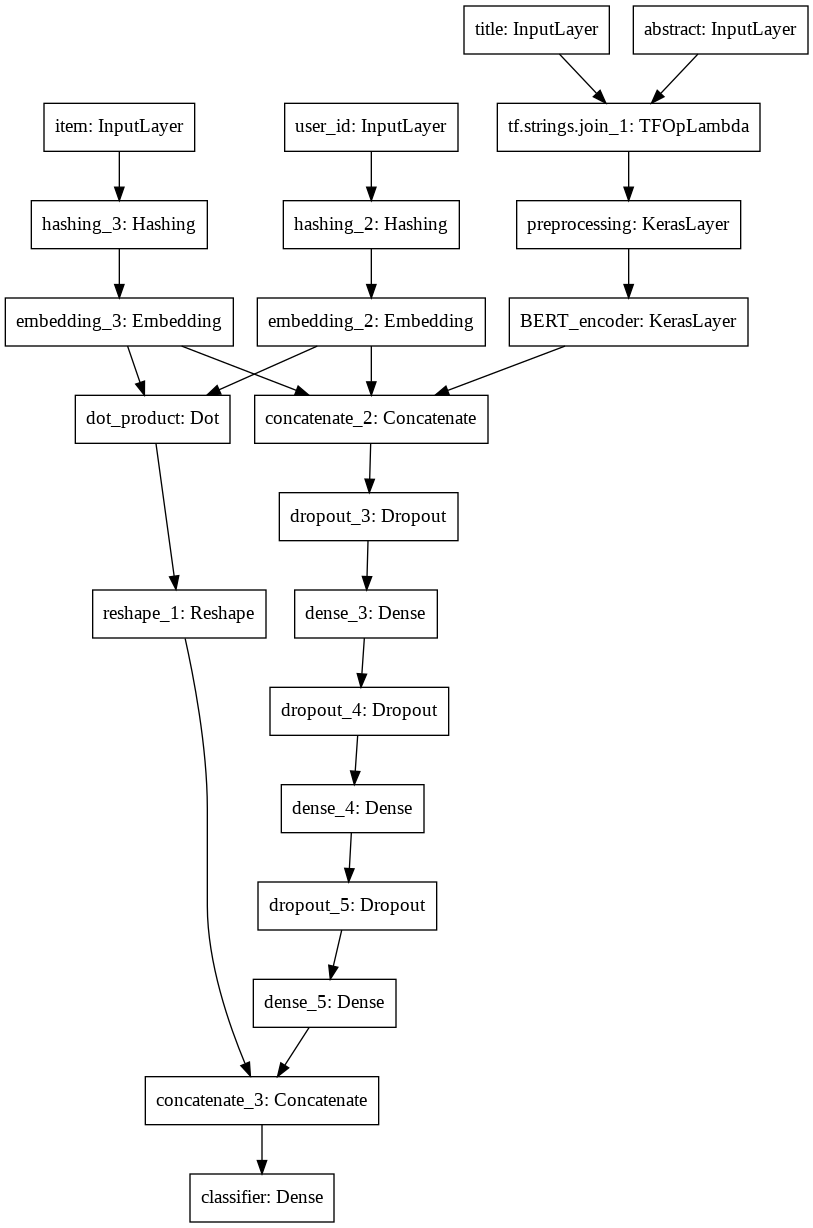 title: InputLayer
abstract: InputLayer
item: InputLayer
user_id: InputLayer
tf.strings.join_1: TFOpLambda
hashing_3: Hashing
hashing_2: Hashing
preprocessing: KerasLayer
embedding_3: Embedding
embedding_2: Embedding
BERT_encoder: KerasLayer
dot_product: Dot
concatenate_2: Concatenate
dropout_3: Dropout
reshape_1: Reshape
dense_3: Dense
dropout_4: Dropout
dense_4: Dense
dropout_5: Dropout
dense_5: Dense
concatenate_3: Concatenate
classifier: Dense